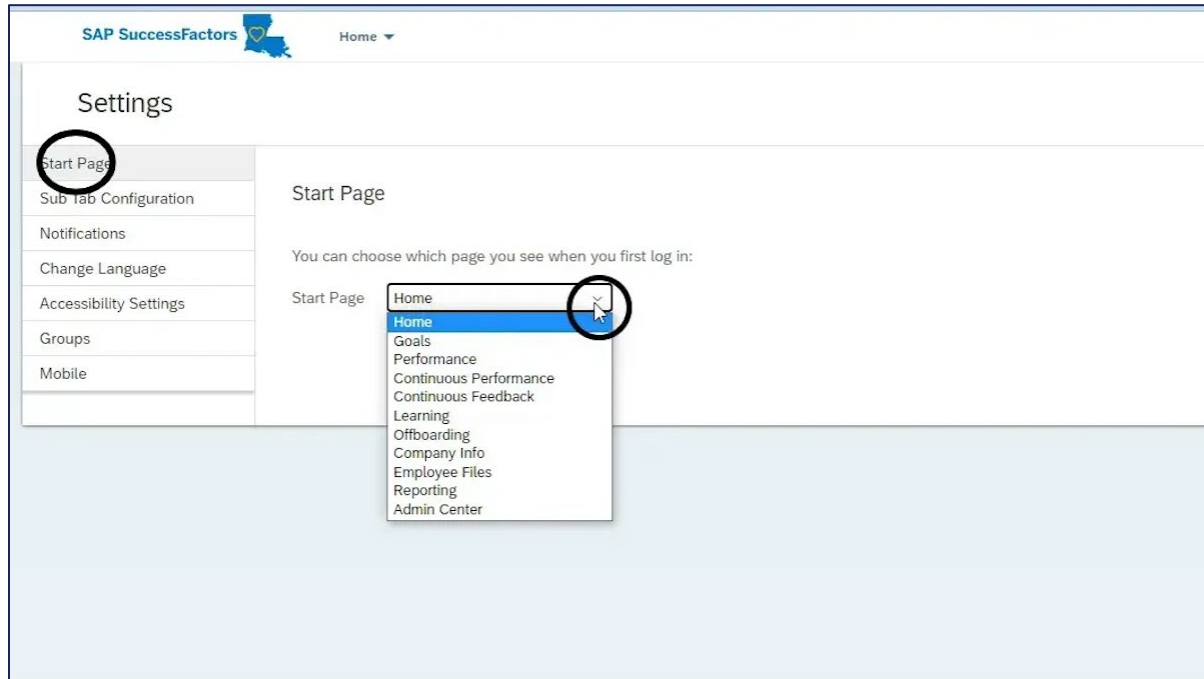 SAP SuccessFactors
Home
Settings
Start Page
Sub Tab Configuration
Notifications
Change Language
Accessibility Settings
Groups
Mobile
Start Page
You can choose which page you see when you first log in:
Start Page Home
Home
Goals
Performance
Continuous Performance
Continuous Feedback
Learning
Offboarding
Company Info
Employee Files
Reporting
Admin Center